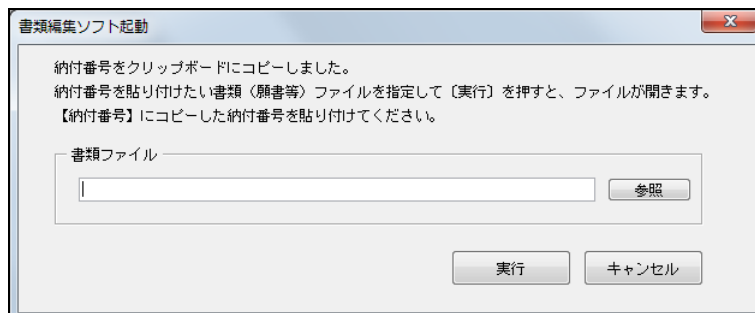 書類編集ソフト起動
納付番号をクリップボードにコピーしました。
納付番号を貼り付けたい書類（願書等）ファイルを指定して〔実行〕を押すと、ファイルが開きます。
【納付番号】にコピーした納付番号を貼り付けてください。
書類ファイル
参照
実行
キャンセル